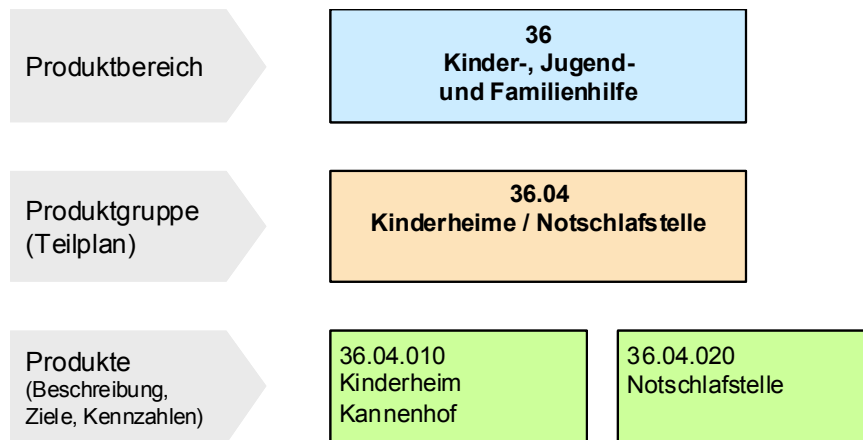 Produktbereich
36
Kinder-, Jugend-
und Familienhilfe
Produktgruppe
(Teilplan)
36.04
Kinderheime / Notschlafstelle
Produkte
(Beschreibung,
Ziele, Kennzahlen)
36.04.010
Kinderheim
Kannenhof
36.04.020
Notschlafstelle